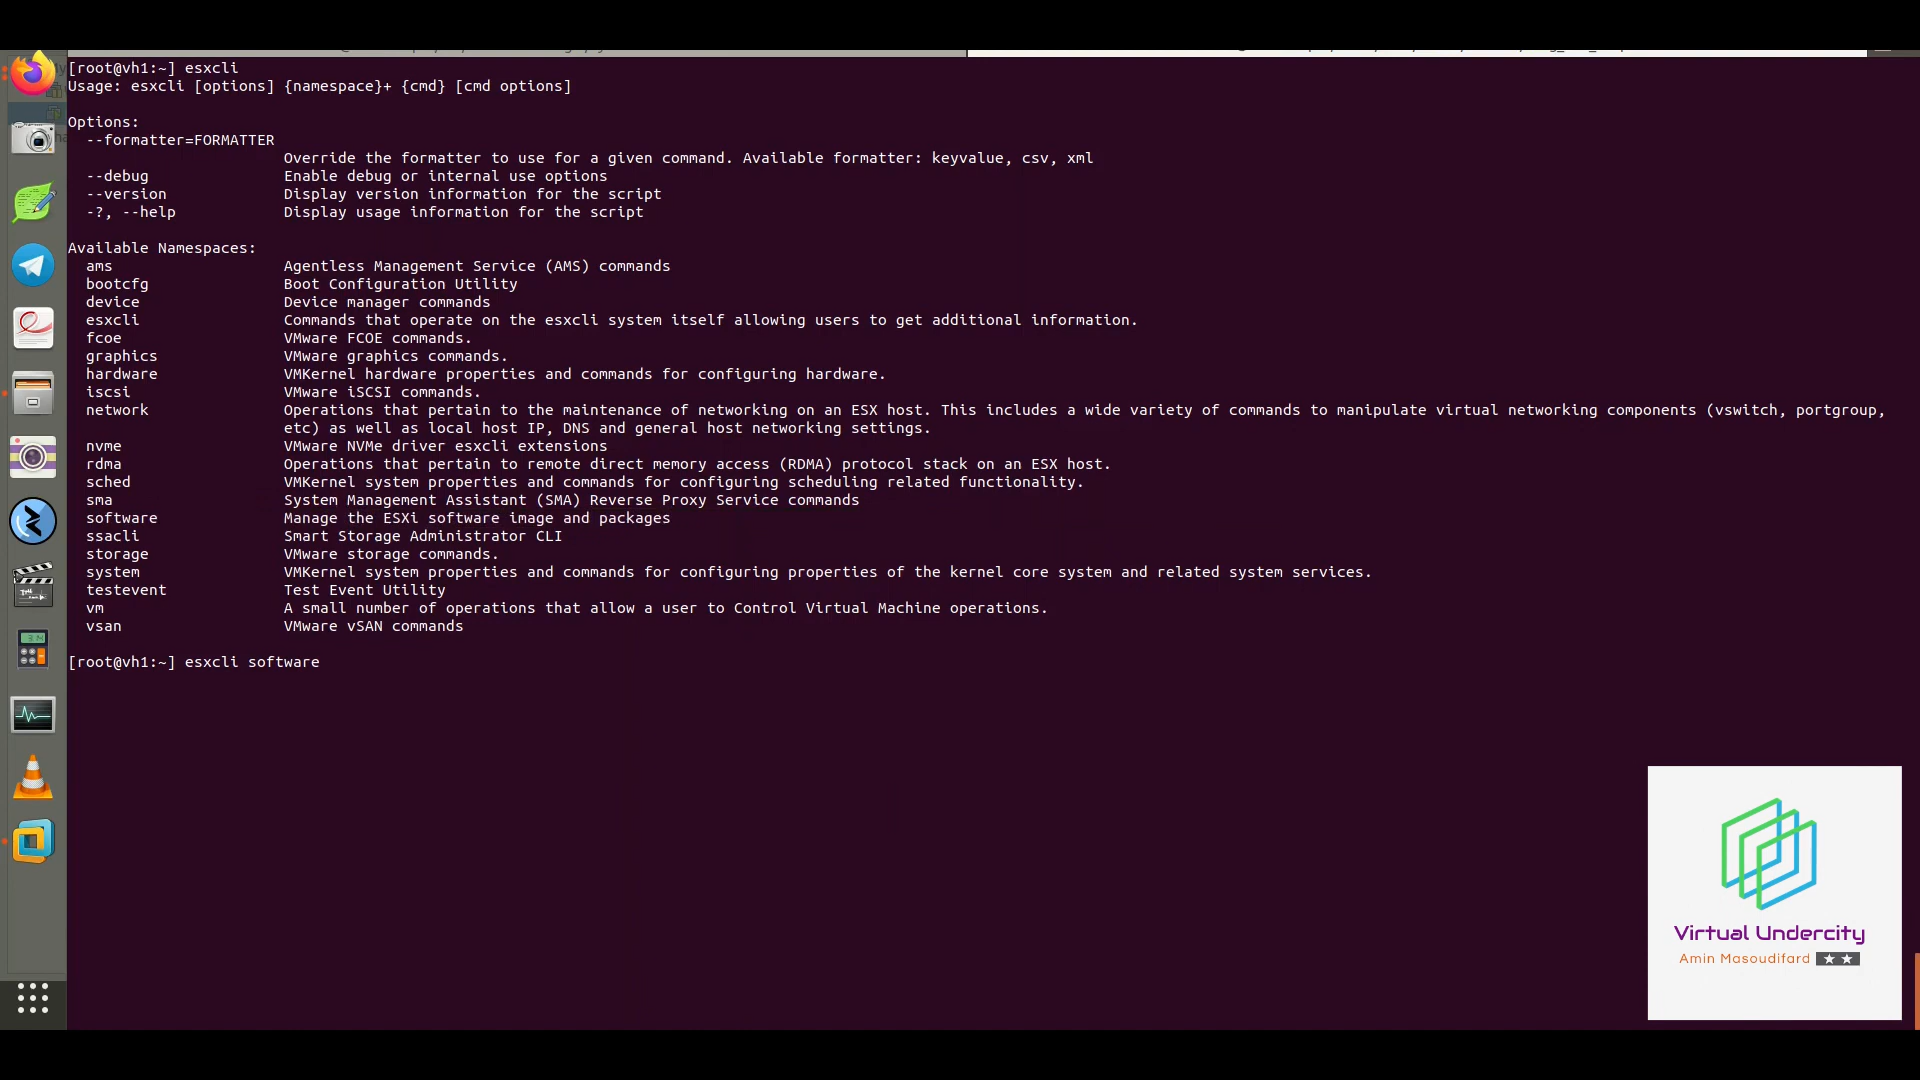 [root@vh1:~] esxcli
Usage: esxcli [options] {namespace}+ {cmd} [cmd options]
Options:
--formatter=FORMATTER
Override the formatter to use for a given command. Available formatter: keyvalue, csv, xml
--debug Enable debug or internal use options
--version Display version information for the script
-?, --help Display usage information for the script
Available Namespaces:
ams Agentless Management Service (AMS) commands
bootcfg Boot Configuration Utility
device Device manager commands
esxcli Commands that operate on the esxcli system itself allowing users to get additional information.
fcoe VMware FCOE commands.
graphics VMware graphics commands.
hardware VMKernel hardware properties and commands for configuring hardware.
iscsi VMware iSCSI commands.
network Operations that pertain to the maintenance of networking on an ESX host. This includes a wide variety of commands to manipulate virtual networking components (vswitch, portgroup,
etc) as well as local host IP, DNS and general host networking settings.
nvme VMware NVMe driver esxcli extensions
rdma Operations that pertain to remote direct memory access (RDMA) protocol stack on an ESX host.
sched VMKernel system properties and commands for configuring scheduling related functionality.
sma System Management Assistant (SMA) Reverse Proxy Service commands
software Manage the ESXi software image and packages
ssacli Smart Storage Administrator CLI
storage VMware storage commands.
system VMKernel system properties and commands for configuring properties of the kernel core system and related system services.
testevent Test Event Utility
vm A small number of operations that allow a user to Control Virtual Machine operations.
vsan VMware vSAN commands
[root@vh1:~] esxcli software
Virtual Undercity
Amin Masoudifard